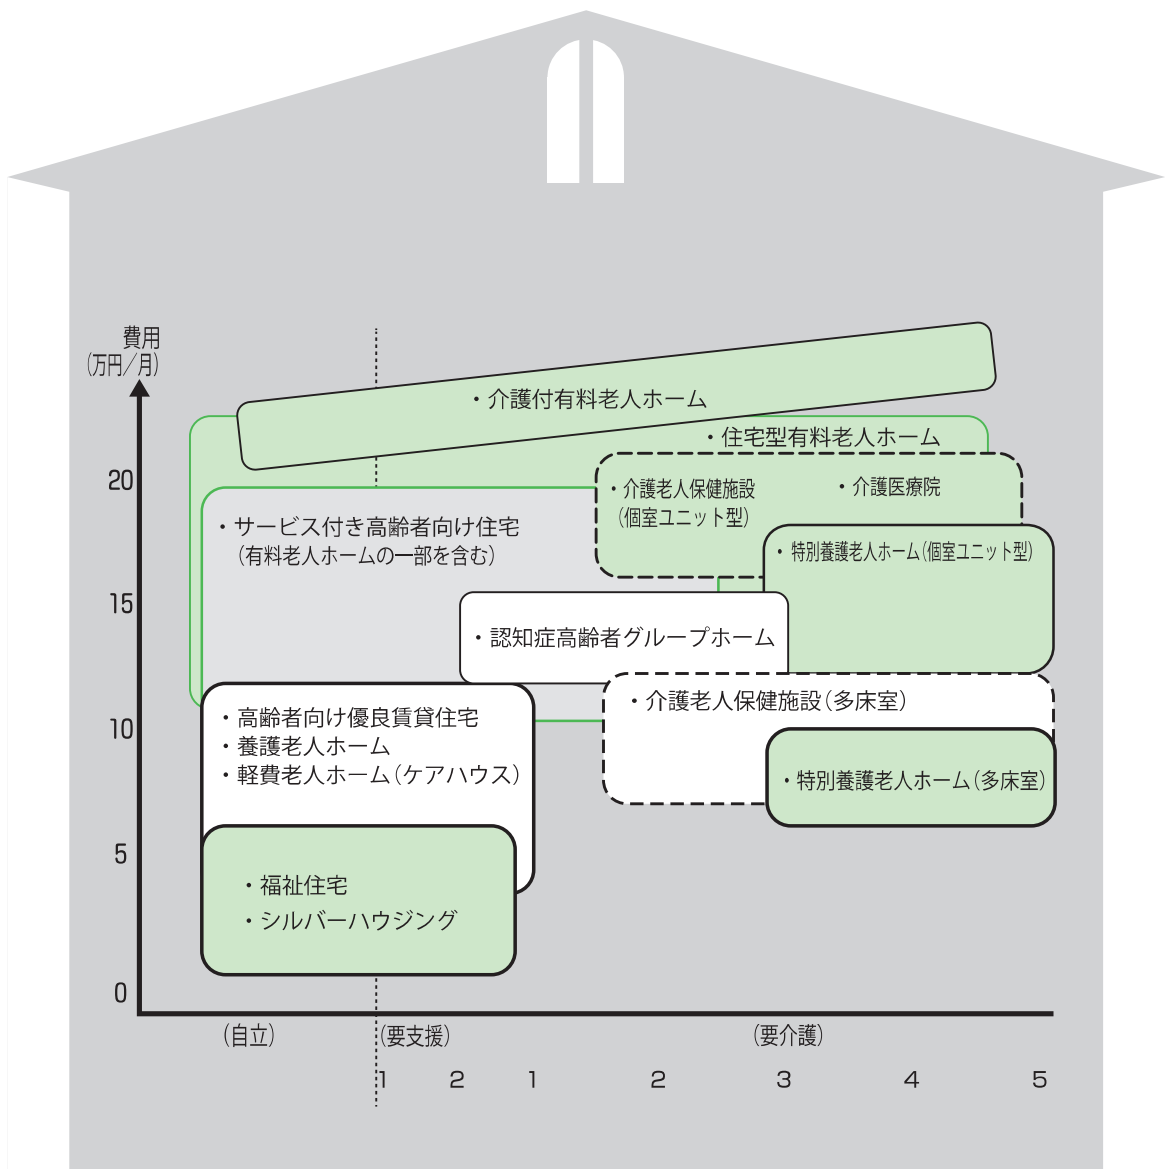 費用
（万円／月）
・介護付有料老人ホーム
・住宅型有料老人ホーム
20
・介護老人保健施設
（個室ユニット型）
・介護医療院
・サービス付き高齢者向け住宅
（有料老人ホームの一部を含む）
・特別養護老人ホーム（個室ユニット型）
15
・認知症高齢者グループホーム
・介護老人保健施設（多床室）
10
・高齢者向け優良賃貸住宅
・養護老人ホーム
・軽費老人ホーム（ケアハウス）
・特別養護老人ホーム（多床室）
5
・福祉住宅
・シルバーハウジング
0
（自立）
（要支援）
（要介護）
1 2 1 2 3 4 5